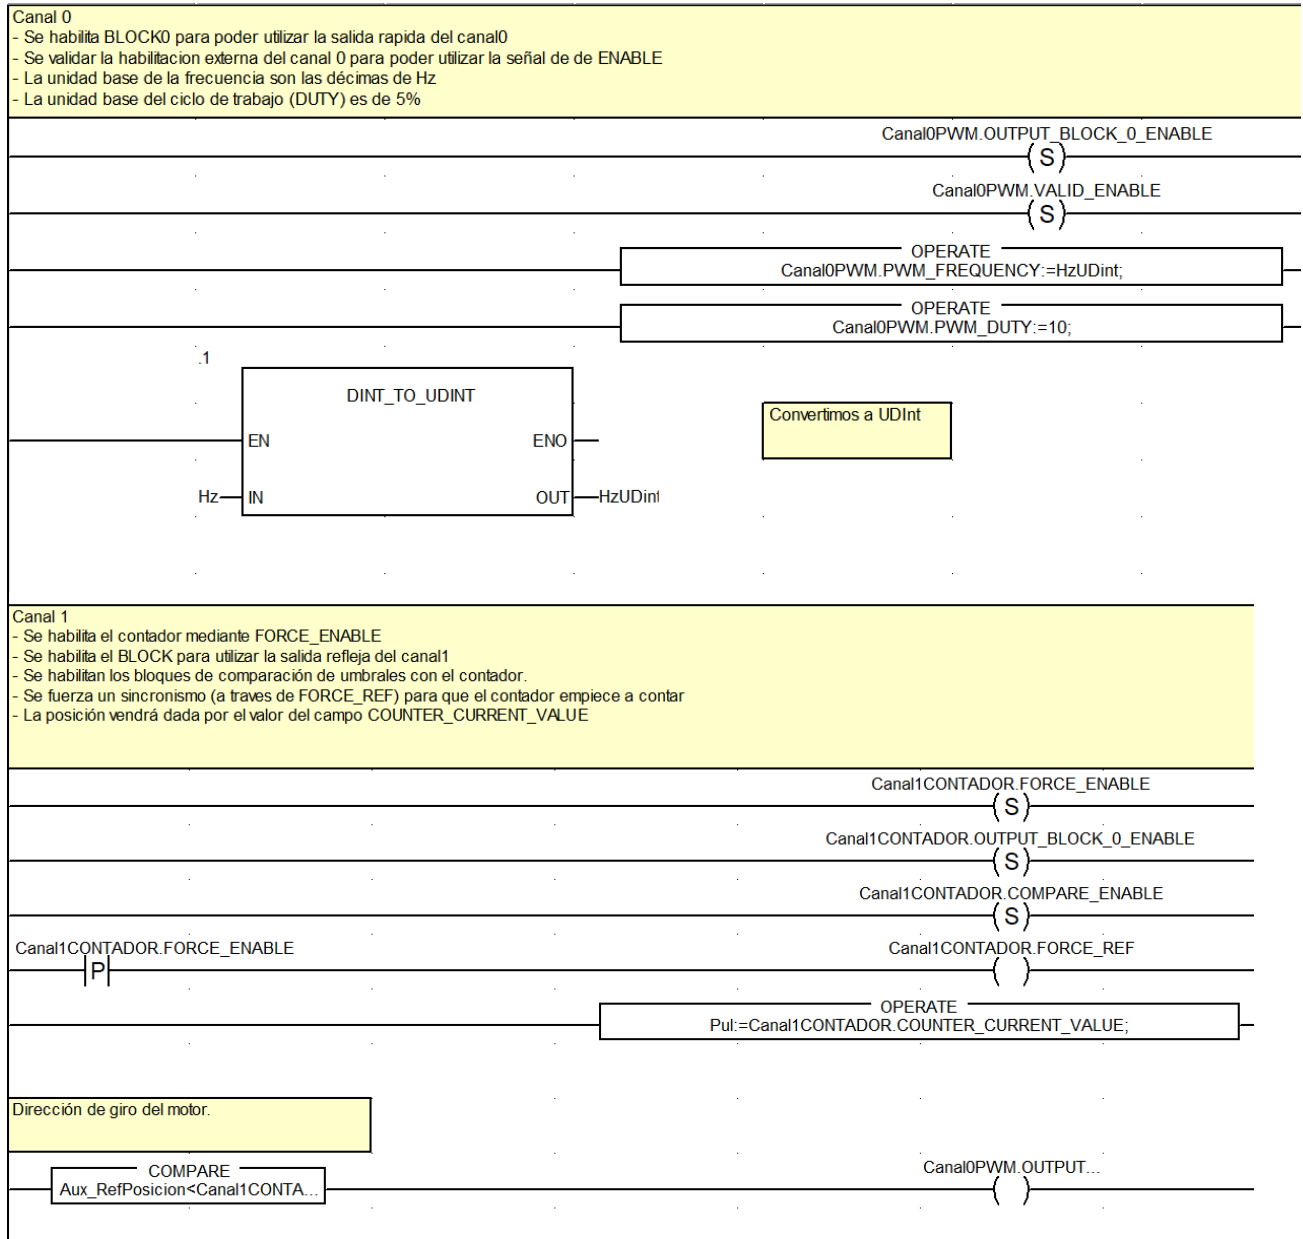 Canal 0
- Se habilita BLOCK0 para poder utilizar la salida rapida del canal0
- Se validar la habilitacion externa del canal 0 para poder utilizar la señal de de ENABLE
- La unidad base de la frecuencia son las décimas de Hz
- La unidad base del ciclo de trabajo (DUTY) es de 5%
Canal0PWM.OUTPUT_BLOCK_0_ENABLE
S
Canal0PWM.VALID_ENABLE
S
OPERATE
Canal0PWM.PWM_FREQUENCY:=HzUDint;
OPERATE
Canal0PWM.PWM_DUTY:=10;
.1
DINT_TO_UDINT
Convertimos a UDInt
EN ENO
Hz IN OUT HzUDint
Canal 1
- Se habilita el contador mediante FORCE_ENABLE
- Se habilita el BLOCK para utilizar la salida refleja del canal1
- Se habilitan los bloques de comparación de umbrales con el contador.
- Se fuerza un sincronismo (a traves de FORCE_REF) para que el contador empiece a contar
- La posición vendrá dada por el valor del campo COUNTER_CURRENT_VALUE
Canal1CONTADOR.FORCE_ENABLE
S
Canal1CONTADOR.OUTPUT_BLOCK_0_ENABLE
S
Canal1CONTADOR.COMPARE_ENABLE
S
Canal1CONTADOR.FORCE_ENABLE Canal1CONTADOR.FORCE_REF
P
OPERATE
Pul:=Canal1CONTADOR.COUNTER_CURRENT_VALUE;
Dirección de giro del motor.
COMPARE Canal0PWM.OUTPUT...
Aux_RefPosicion<Canal1CONTA...